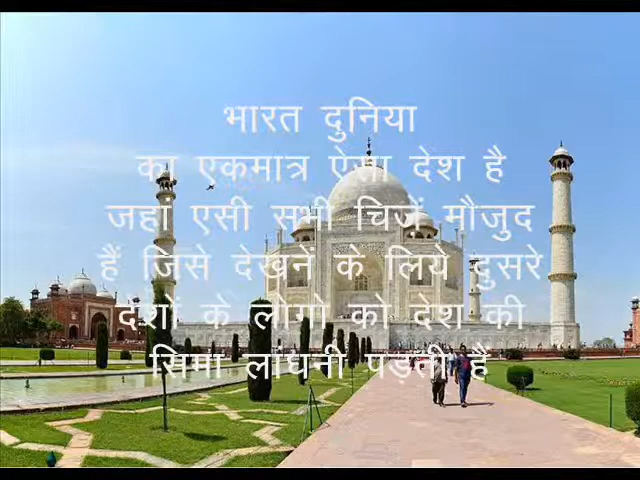 भारत दुनिया
का एकमात्र ऐसा देश है
जहां एसी सभी चिजें मौजुद
हैं जिसे देखनें के लिये दुसरे
देशों के लोगो को देश की
सिमा लांघनी पड़ती है